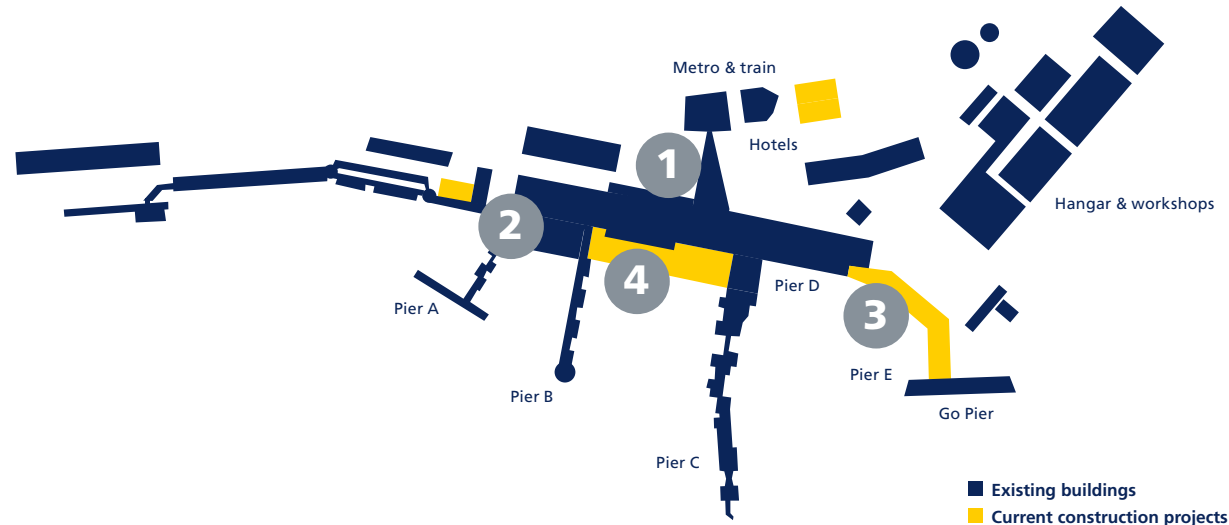 Metro & train
Hotels
1
Hangar & workshops
2
4
Pier D
3
Pier A
Pier E
Pier B
Go Pier
Pier C
Existing buildings
Current construction projects